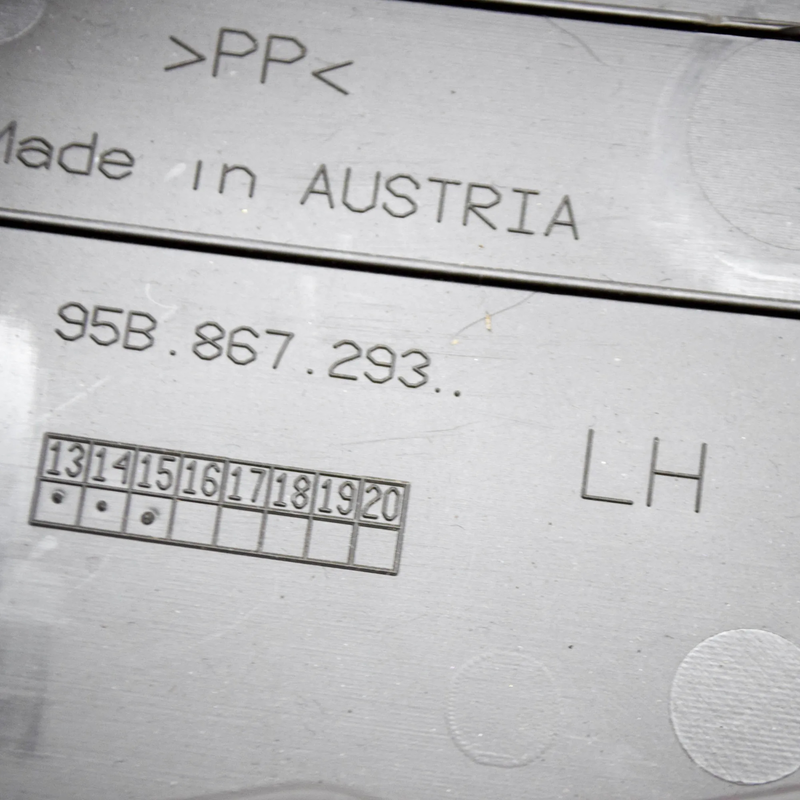 >PP<
Made in AUSTRIA
95B.867.293..
LH
13 14 15 16 17 18 19 20